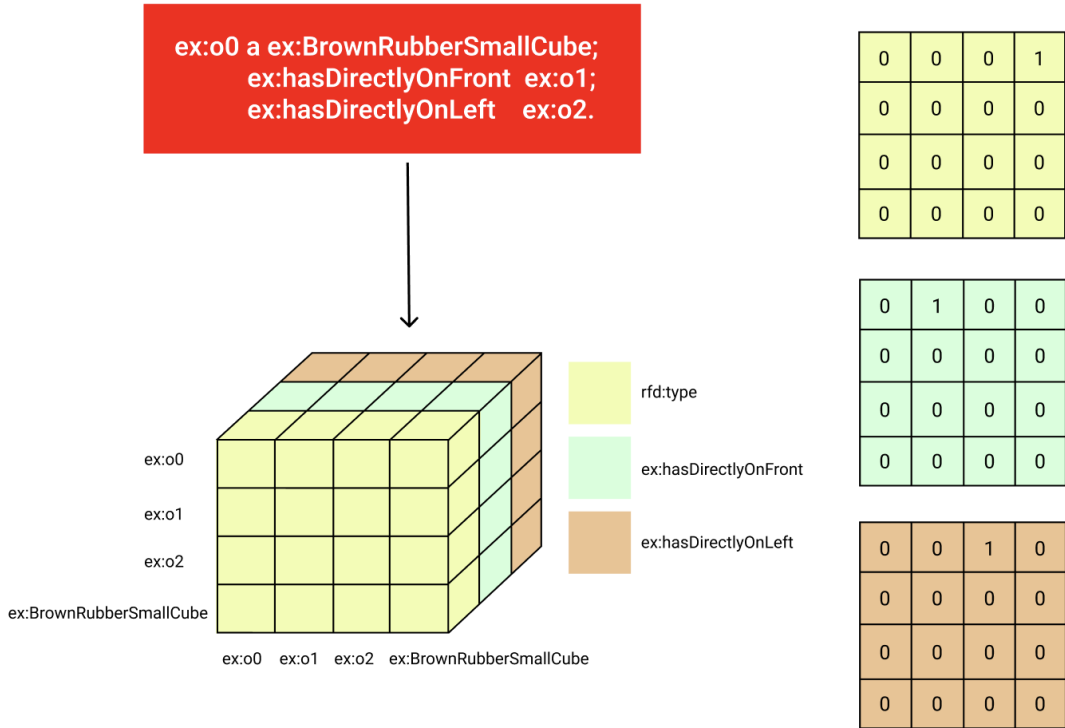 ex:o0 a ex:BrownRubberSmallCube;
ex:hasDirectlyOnFront ex:o1;
ex:hasDirectlyOnLeft ex:o2.
ex:o0
ex:o1
ex:o2
ex:BrownRubberSmallCube
ex:o0 ex:o1 ex:o2 ex:BrownRubberSmallCube
rfd:type
ex:hasDirectlyOnFront
ex:hasDirectlyOnLeft
0 0 0 1
0 0 0 0
0 0 0 0
0 0 0 0
0 1 0 0
0 0 0 0
0 0 0 0
0 0 0 0
0 0 1 0
0 0 0 0
0 0 0 0
0 0 0 0